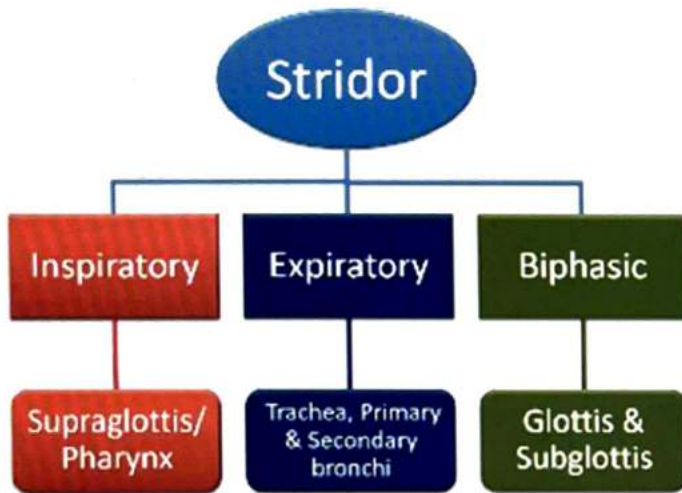 Stridor
Inspiratory
Expiratory
Biphasic
Supraglottis/
Pharynx
Trachea, Primary
& Secondary
bronchi
Glottis &
Subglottis